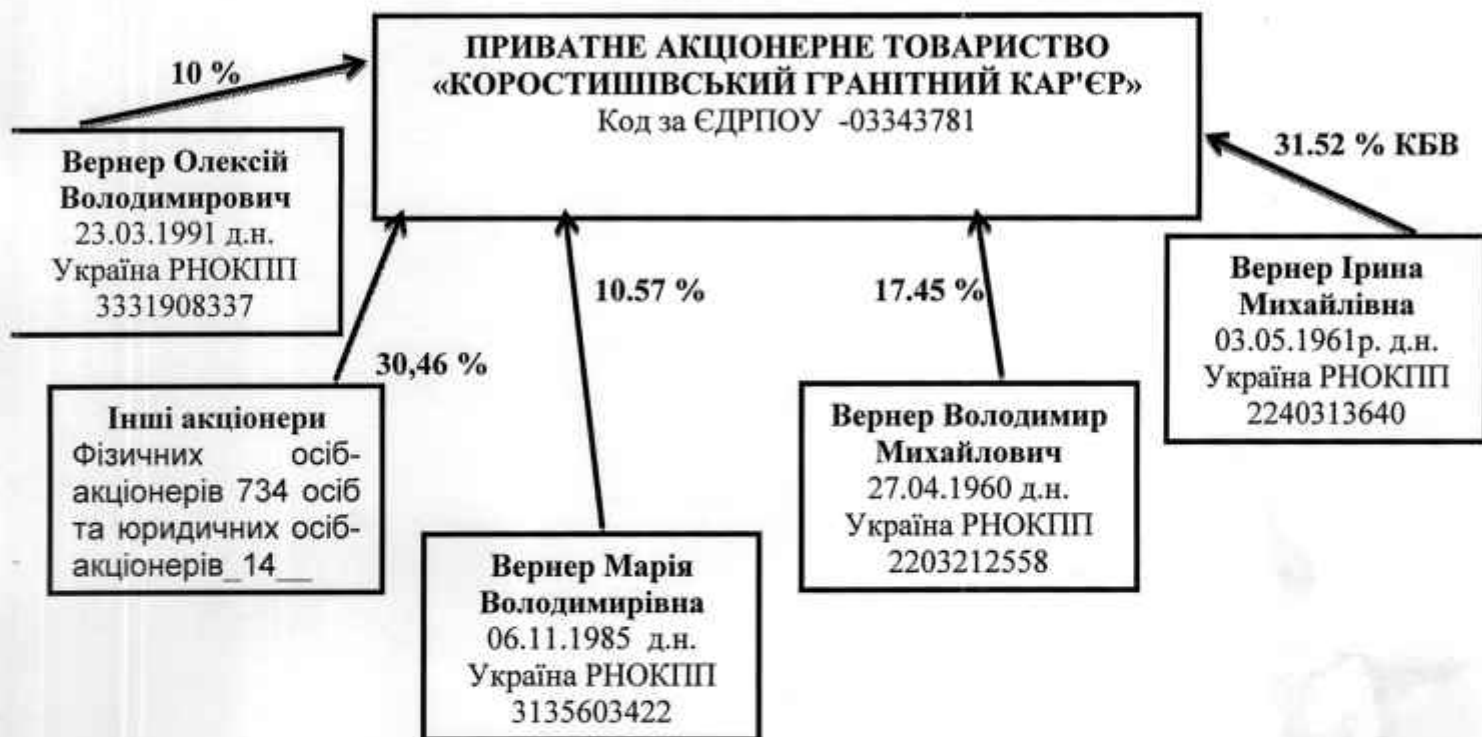 ПРИВАТНЕ АКЦІОНЕРНЕ ТОВАРИСТВО
«КОРОСТИШІВСЬКИЙ ГРАНІТНИЙ КАР'ЄР»
Код за ЄДРПОУ -03343781
10 %
31.52 % КБВ
Вернер Олексій
Володимирович
23.03.1991 д.н.
Україна РНОКПП
3331908337
10.57 %
17.45 %
Вернер Ірина
Михайлівна
03.05.1961р. д.н.
Україна РНОКПП
2240313640
30,46 %
Інші акціонери
Фізичних осіб-
акціонерів 734 осіб
та юридичних осіб-
акціонерів_14__
Вернер Володимир
Михайлович
27.04.1960 д.н.
Україна РНОКПП
2203212558
Вернер Марія
Володимирівна
06.11.1985 д.н.
Україна РНОКПП
3135603422